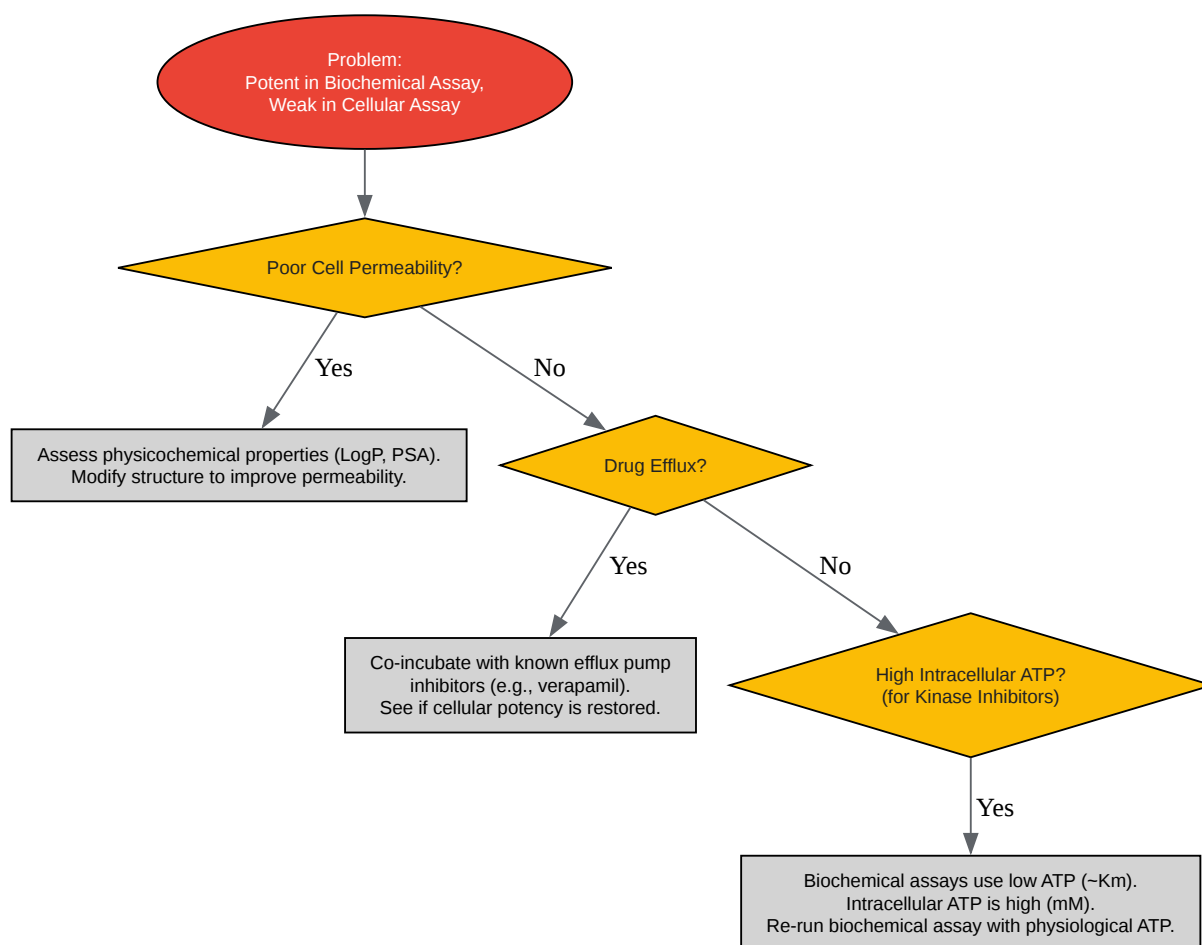 Problem:
Potent in Biochemical Assay,
Weak in Cellular Assay
Poor Cell Permeability?
Yes
No
Assess physicochemical properties (LogP, PSA).
Modify structure to improve permeability.
Drug Efflux?
Yes
No
Co-incubate with known efflux pump
inhibitors (e.g., verapamil).
See if cellular potency is restored.
High Intracellular ATP?
(for Kinase Inhibitors)
Yes
Biochemical assays use low ATP (~Km).
Intracellular ATP is high (mM).
Re-run biochemical assay with physiological ATP.